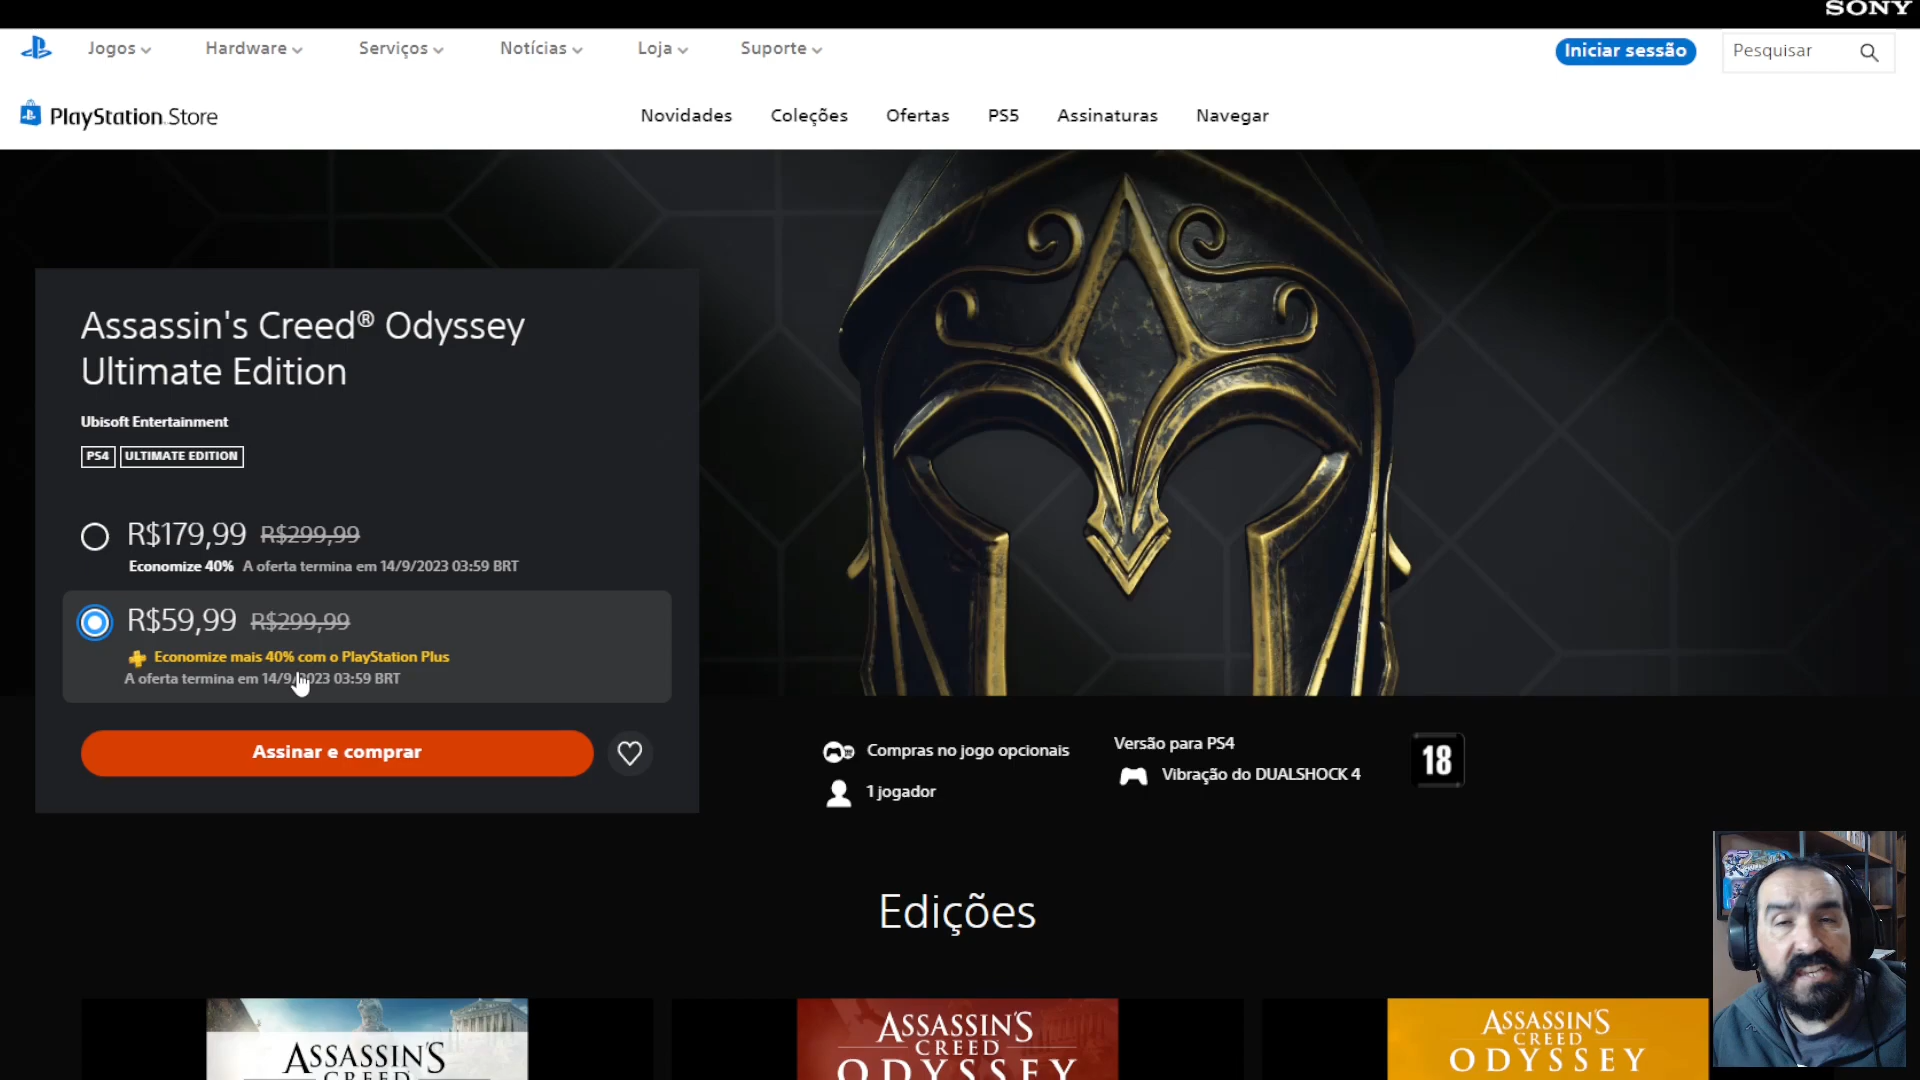 SONY
Jogos
Hardware
Serviços
Notícias
Loja
Suporte
Iniciar sessão
Pesquisar
PlayStation Store
Novidades
Coleções
Ofertas
PS5
Assinaturas
Navegar
Assassin's Creed® Odyssey
Ultimate Edition
Ubisoft Entertainment
PS4 ULTIMATE EDITION
R$179,99 R$299,99
Economize 40% A oferta termina em 14/9/2023 03:59 BRT
R$59,99 R$299,99
Economize mais 40% com o PlayStation Plus
A oferta termina em 14/9/2023 03:59 BRT
Assinar e comprar
Compras no jogo opcionais
1 jogador
Versão para PS4
Vibração do DUALSHOCK 4
18
Edições
ASSASSIN'S
CREED
ASSASSIN'S
CREED
ODYSSEY
ASSASSIN'S
CREED
ODYSSEY